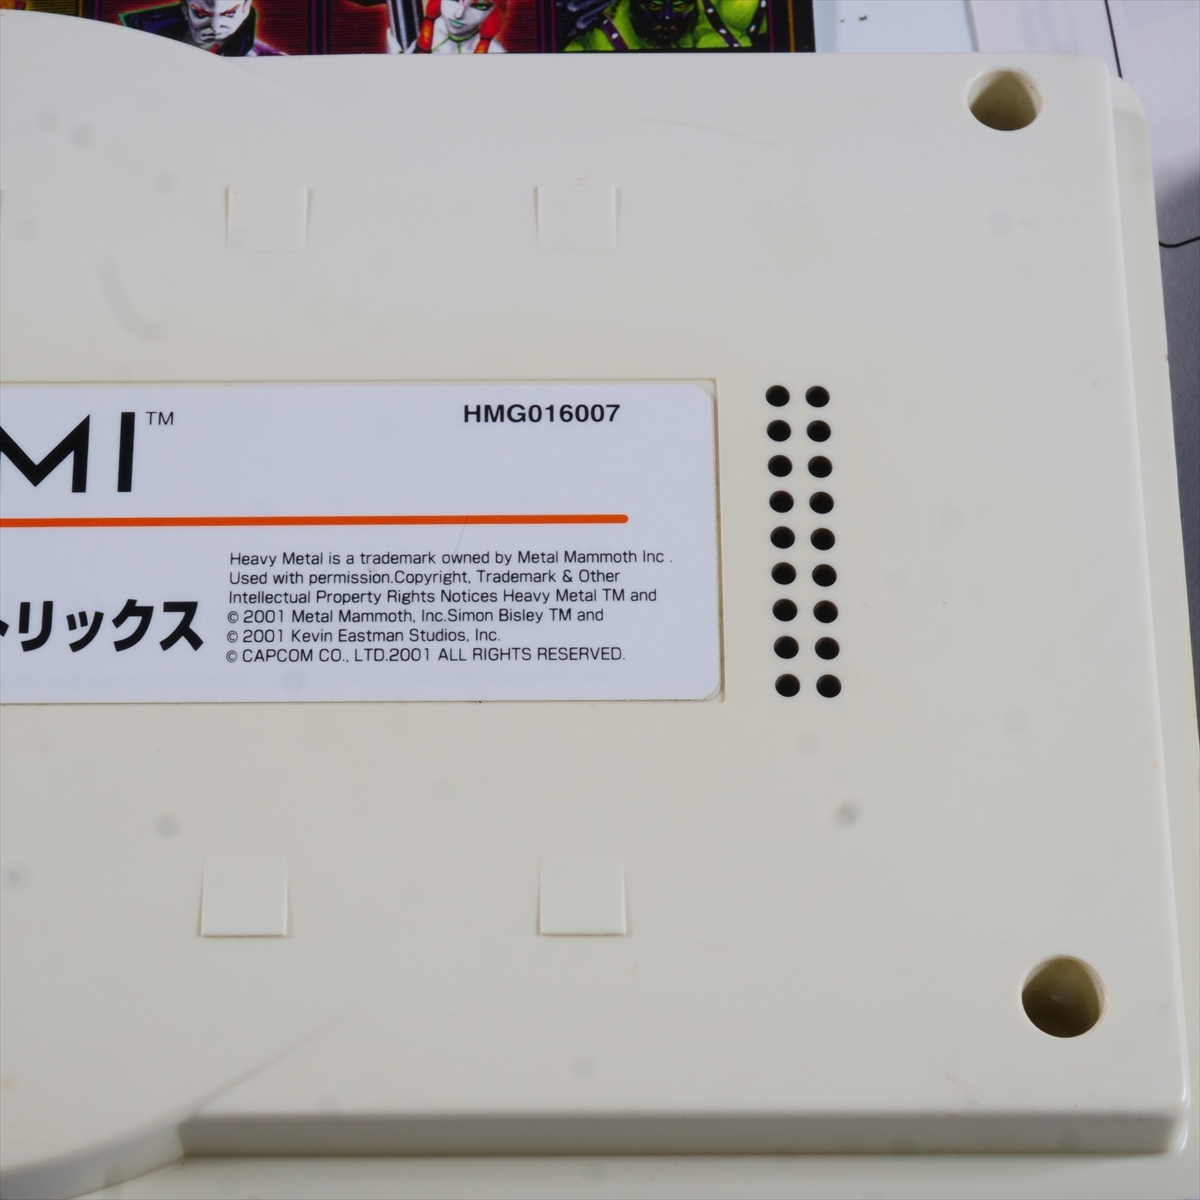 MI™
HMG016007
Heavy Metal is a trademark owned by Metal Mammoth Inc .
Used with permission.Copyright, Trademark & Other
Intellectual Property Rights Notices Heavy Metal TM and
© 2001 Metal Mammoth, Inc.Simon Bisley TM and
© 2001 Kevin Eastman Studios, Inc.
© CAPCOM CO., LTD.2001 ALL RIGHTS RESERVED.
トリックス